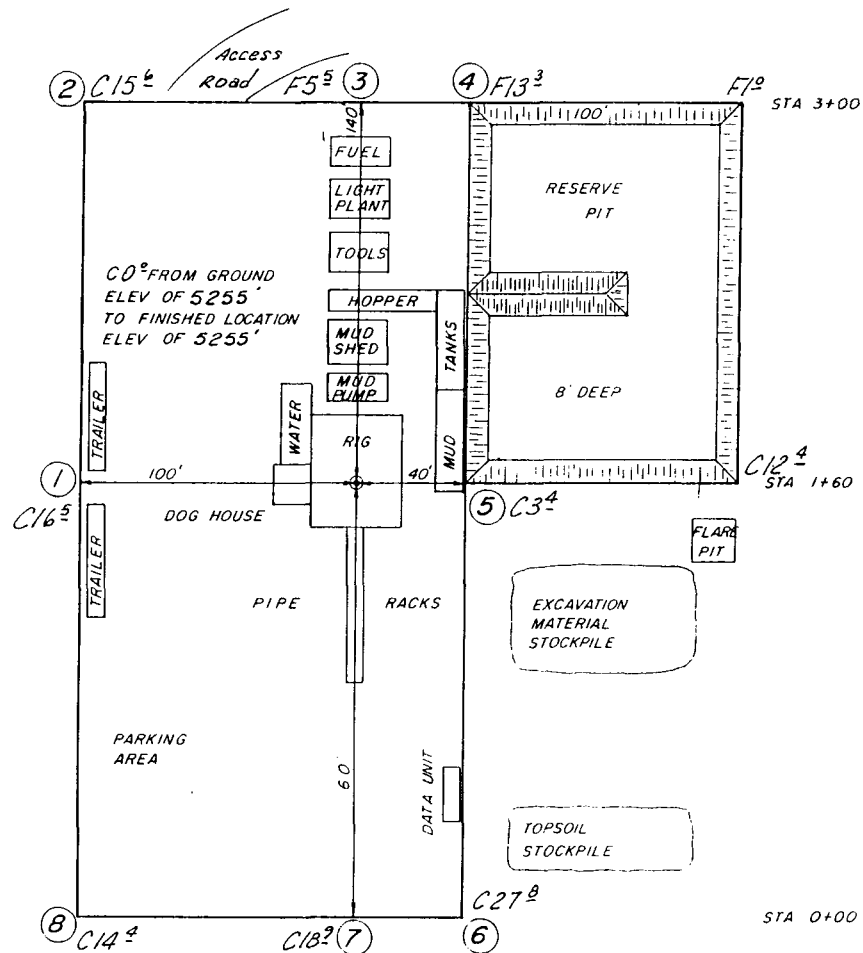 Access
Road
2 C15 6
F5 5
3
4
F13 3
F1 0
STA 3+00
140'
100'
FUEL
LIGHT
PLANT
TOOLS
RESERVE
PIT
C0 0 FROM GROUND
ELEV OF 5255'
TO FINISHED LOCATION
ELEV OF 5255'
HOPPER
MUD
SHED
MUD
PUMP
TANKS
MUD
8' DEEP
TRAILER
WATER
RIG
1
100'
40'
C12 4
STA 1+60
C16 5
DOG HOUSE
5 C3 4
FLARE
PIT
TRAILER
PIPE RACKS
EXCAVATION
MATERIAL
STOCKPILE
PARKING
AREA
60'
DATA UNIT
TOPSOIL
STOCKPILE
C27 8
STA 0+00
8
C14 4
C18 9
7
6